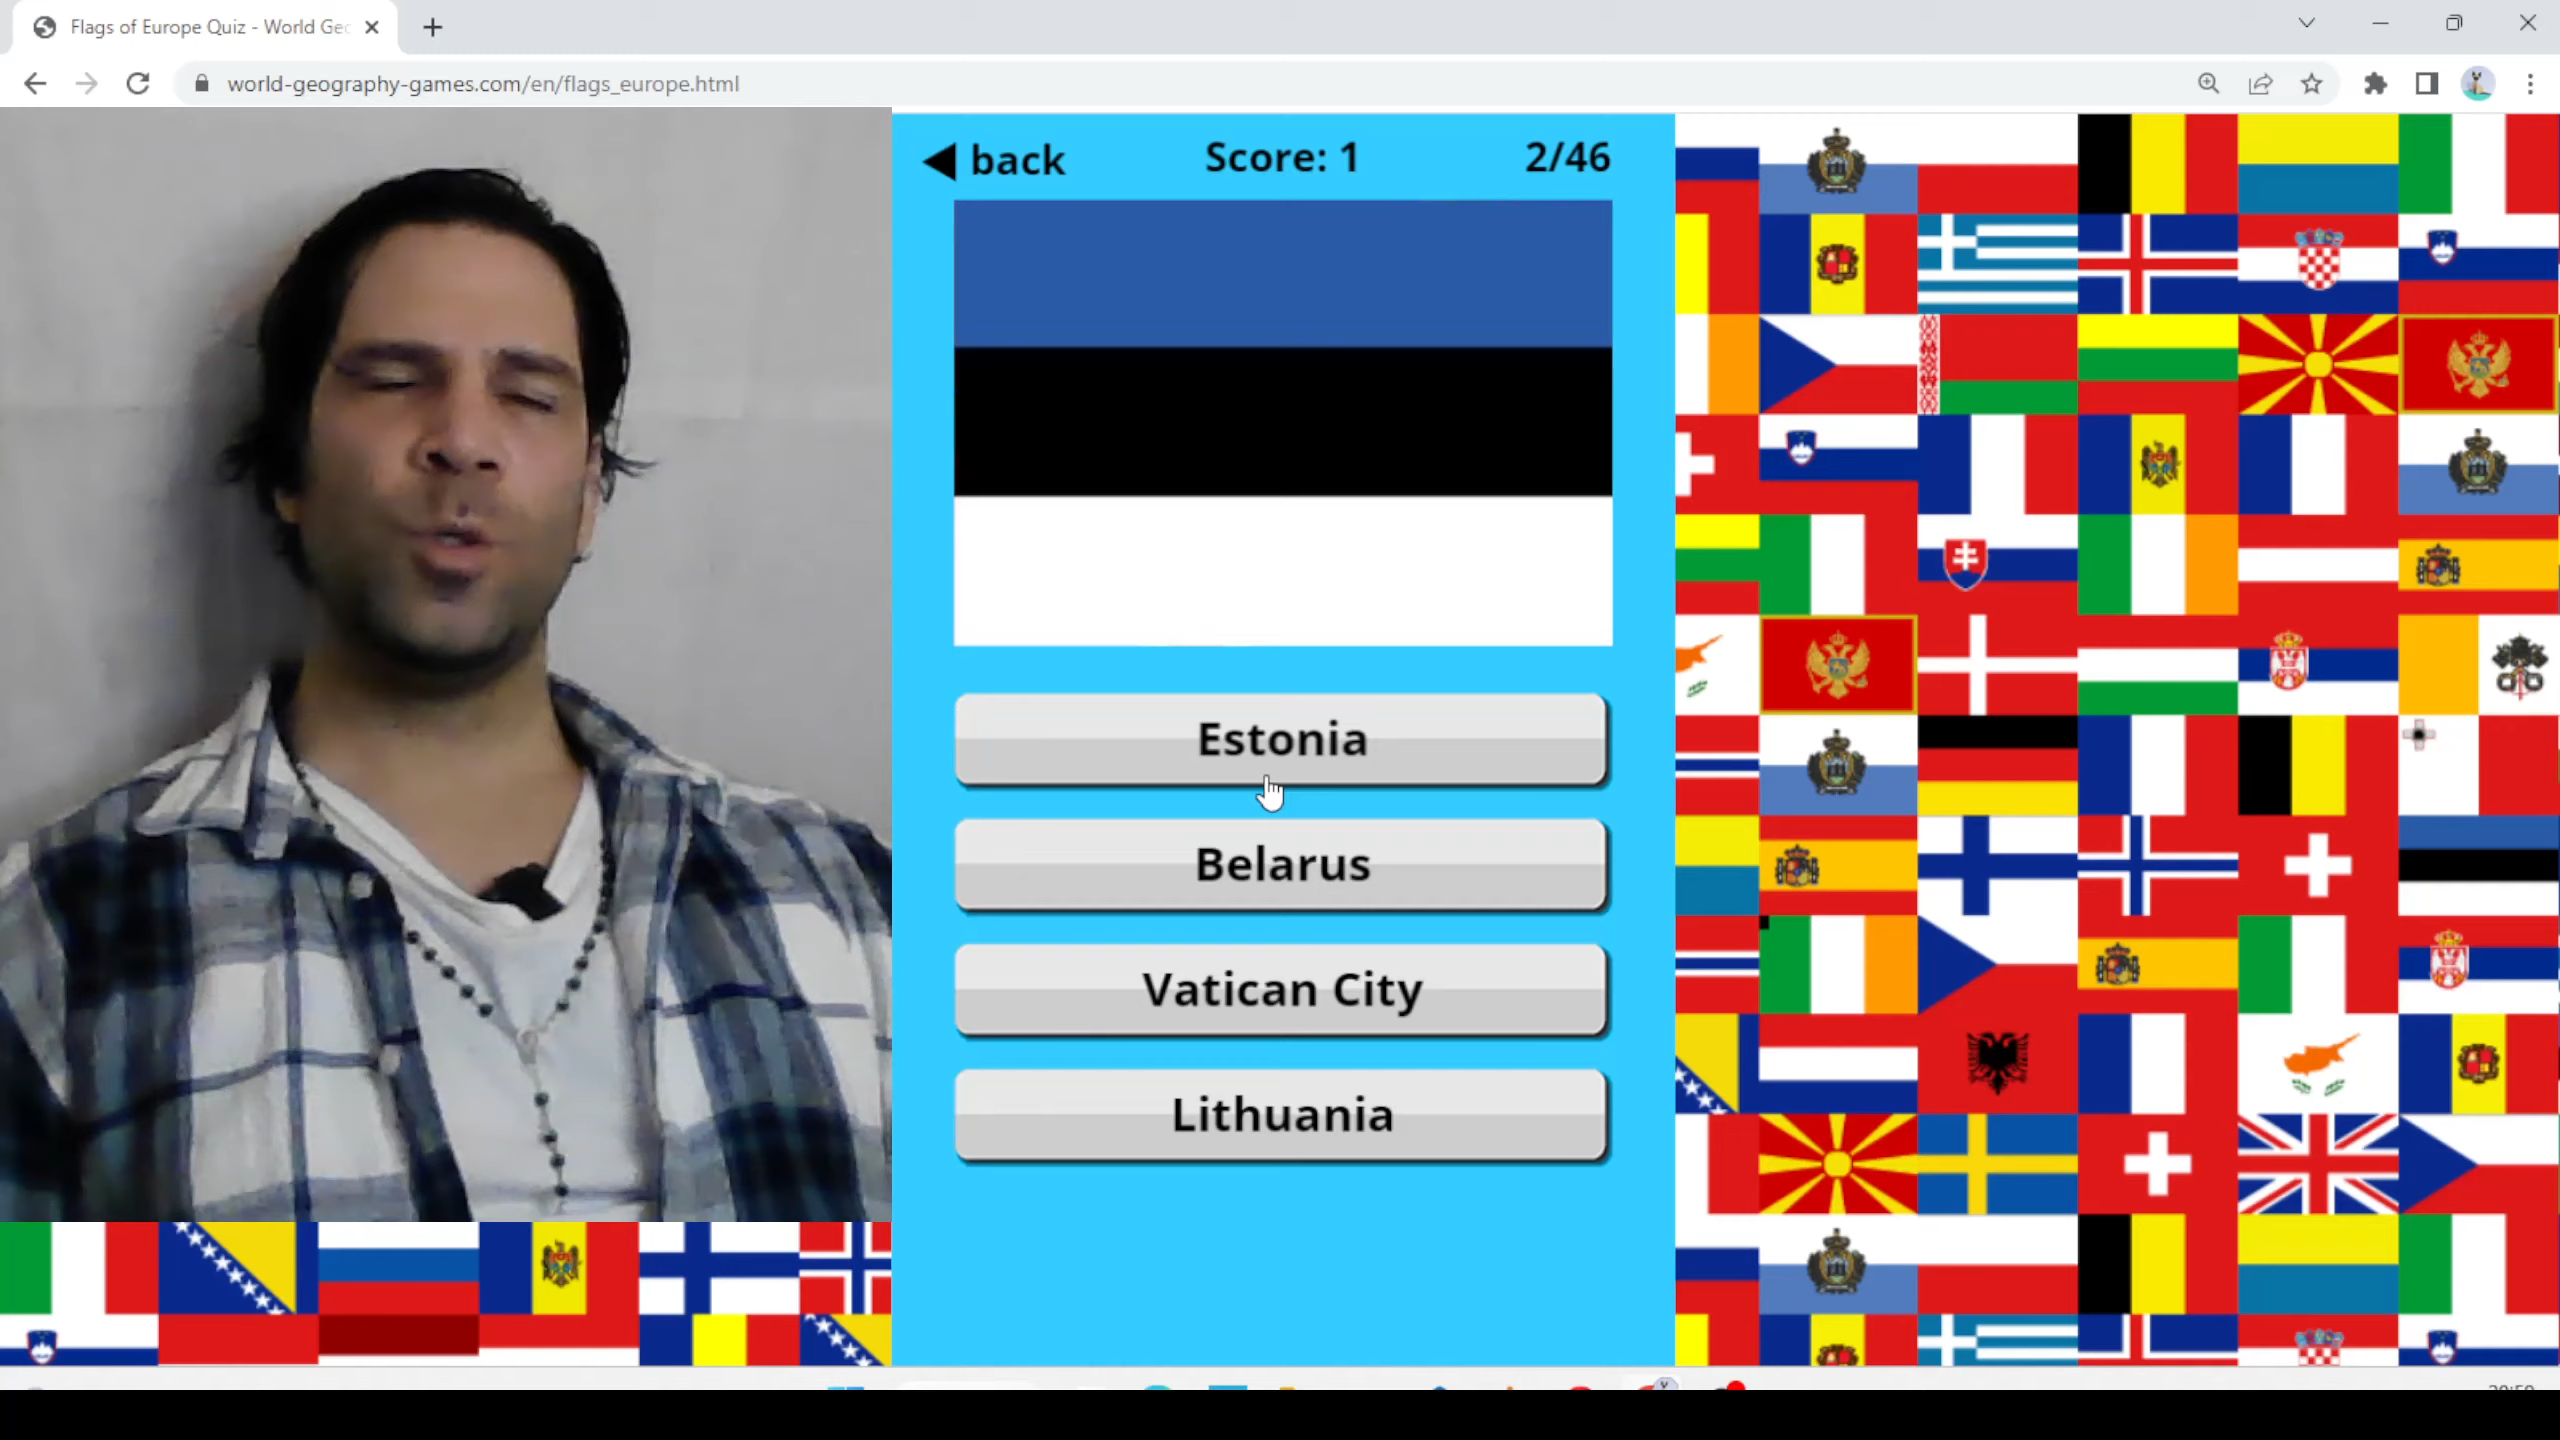 Flags of Europe Quiz - World Geo
world-geography-games.com/en/flags_europe.html
back
Score: 1
2/46
Estonia
Belarus
Vatican City
Lithuania